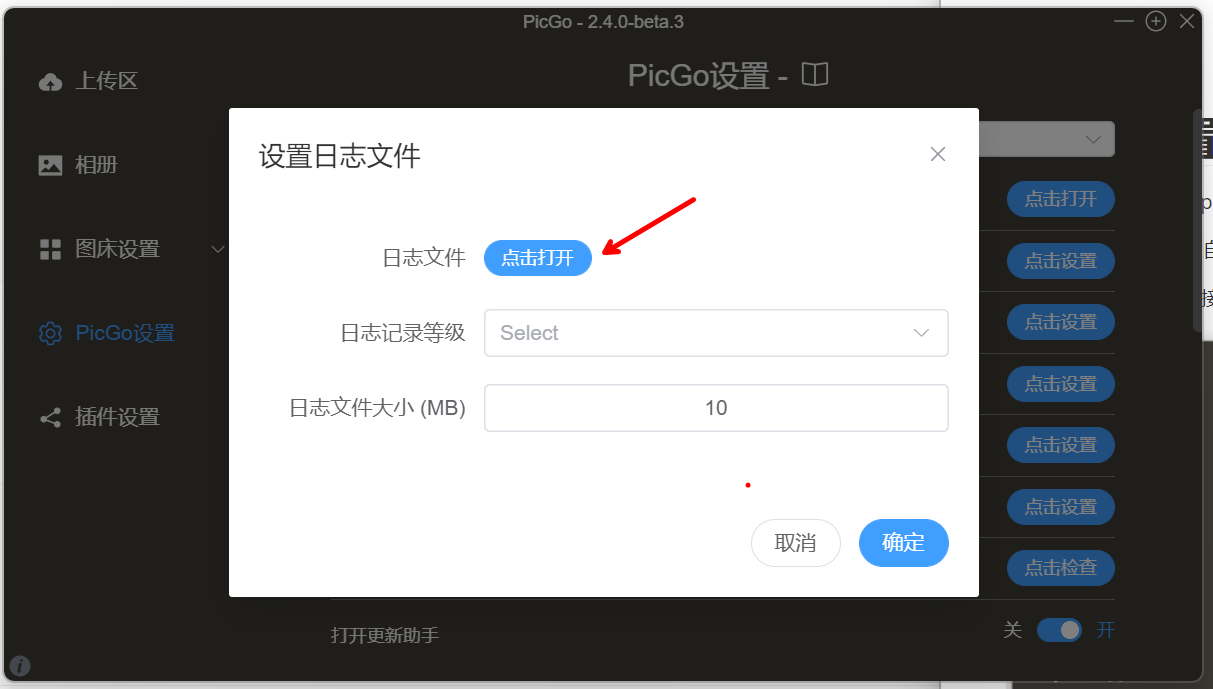 PicGo - 2.4.0-beta.3
上传区
相册
图床设置
PicGo设置
插件设置
PicGo设置 -
设置日志文件
日志文件 点击打开
日志记录等级 Select
日志文件大小 (MB) 10
取消 确定
点击打开
点击设置
点击设置
点击设置
点击设置
点击设置
点击检查
打开更新助手 关 开